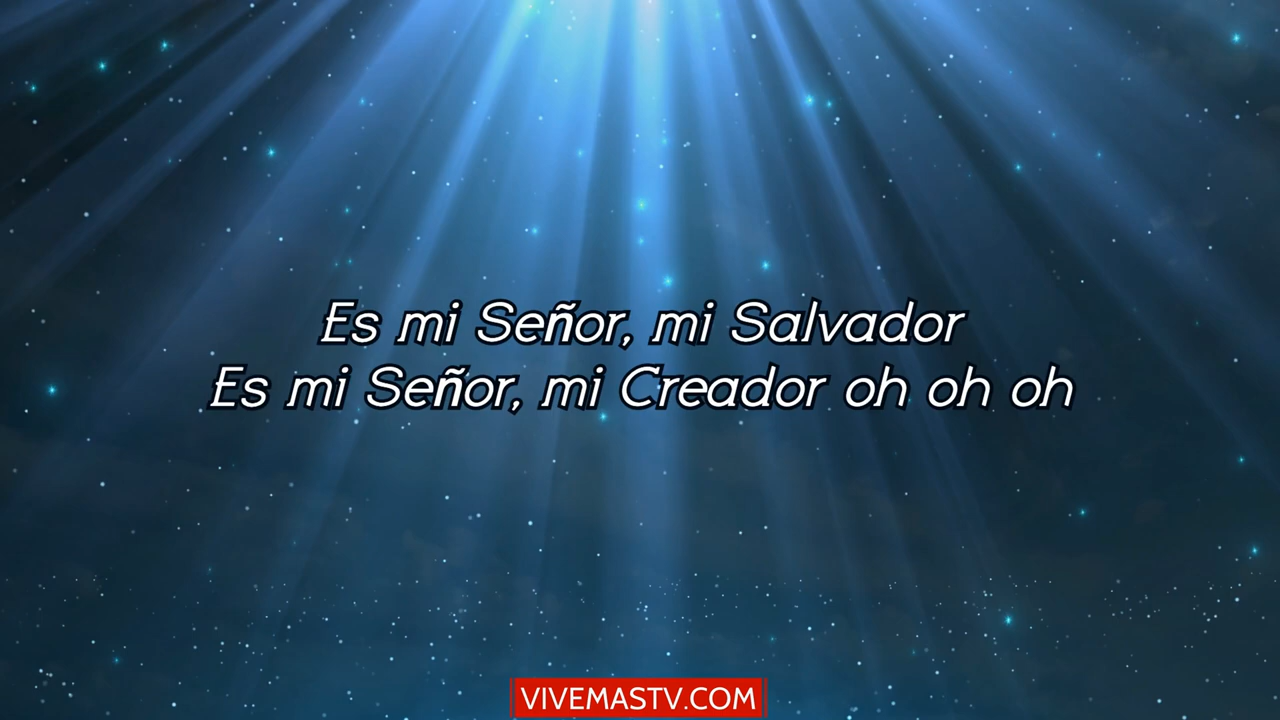 Es mi Señor, mi Salvador
Es mi Señor, mi Creador oh oh oh
VIVEMASTV.COM